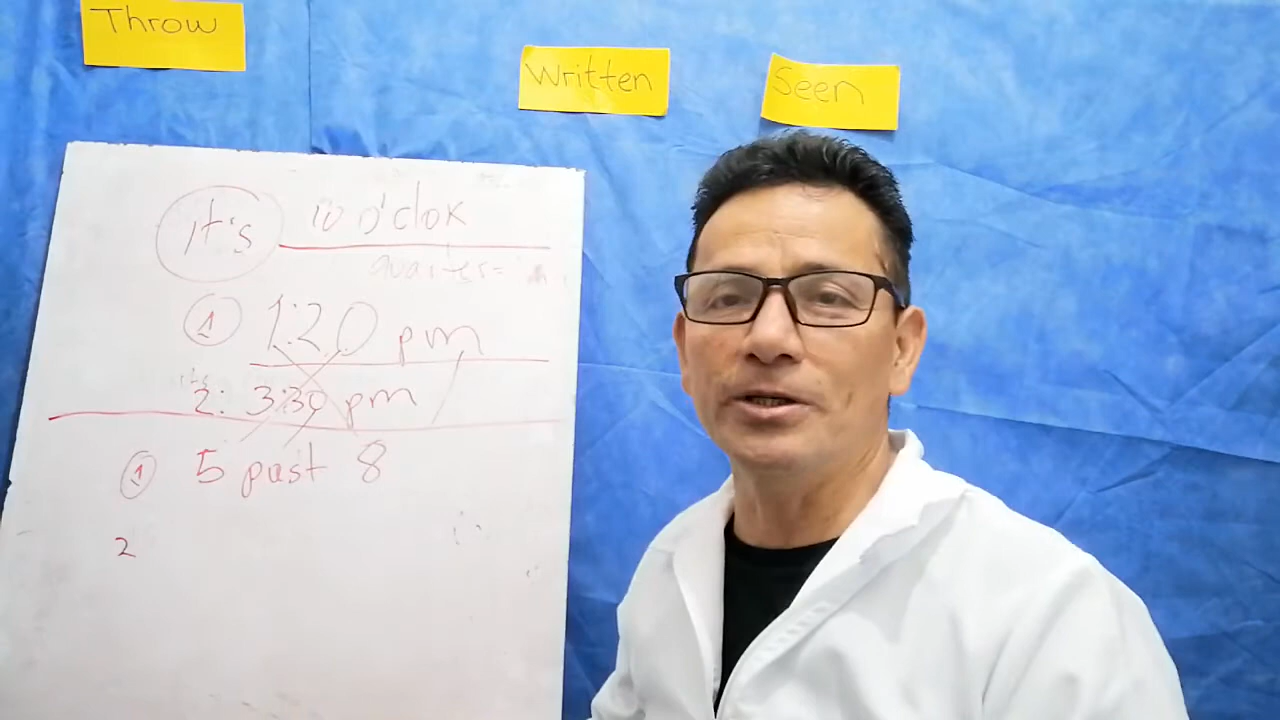 Throw
Written
Seen
it's 10 o'clok
1 1:20 pm
2: 3:30 pm
1 5 past 8
2